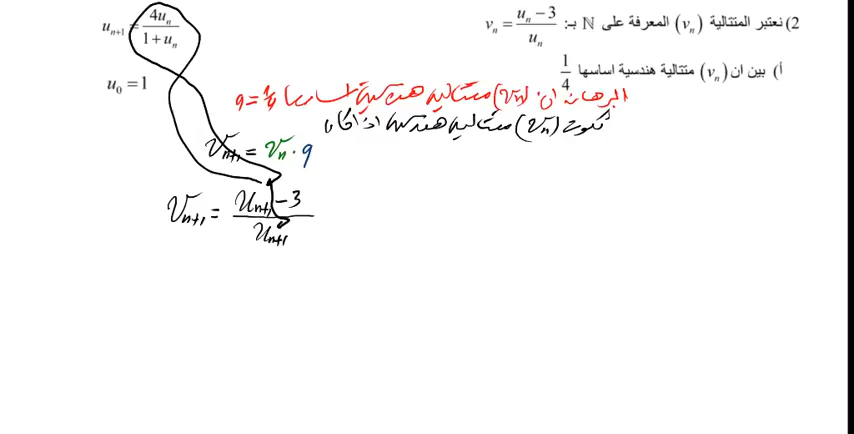 2) نعتبر المتتالية (vₙ) المعرفة على ℕ بـ: vₙ = (uₙ − 3)/uₙ
uₙ₊₁ = 4uₙ/(1 + uₙ)
أ) بين ان (vₙ) متتالية هندسية اساسها 1/4
u₀ = 1
البرهان ان (Vₙ) متتالية هندسية اساسها q = 1/4
تكون (Vₙ) متتالية هندسية اذا كان
Vₙ₊₁ = Vₙ · q
Vₙ₊₁ = (Uₙ₊₁ − 3)/Uₙ₊₁